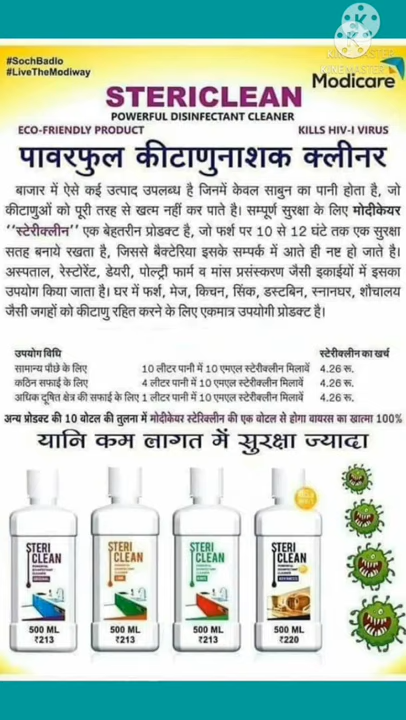 K
KINEMASTER
K
KINEMASTER
#SochBadlo
#LiveTheModiway
Modicare
STERICLEAN
POWERFUL DISINFECTANT CLEANER
ECO-FRIENDLY PRODUCT
KILLS HIV-I VIRUS
पावरफुल कीटाणुनाशक क्लीनर
बाजार में ऐसे कई उत्पाद उपलब्ध है जिनमें केवल साबुन का पानी होता है, जो
कीटाणुओं को पूरी तरह से खत्म नहीं कर पाते है। सम्पूर्ण सुरक्षा के लिए मोदीकेयर
"स्टेरीक्लीन" एक बेहतरीन प्रोडक्ट है, जो फर्श पर 10 से 12 घंटे तक एक सुरक्षा
सतह बनाये रखता है, जिससे बैक्टेरिया इसके सम्पर्क में आते ही नष्ट हो जाते है।
अस्पताल, रेस्टोरेंट, डेयरी, पोल्ट्री फार्म व मांस प्रसंस्करण जैसी इकाईयों में इसका
उपयोग किया जाता है। घर में फर्श, मेज, किचन, सिंक, डस्टबिन, स्नानघर, शौचालय
जैसी जगहों को कीटाणु रहित करने के लिए एकमात्र उपयोगी प्रोडक्ट है।
उपयोग विधि
स्टेरीक्लीन का खर्च
सामान्य पौछे के लिए 10 लीटर पानी में 10 एमएल स्टेरीक्लीन मिलावें 4.26 रू.
कठिन सफाई के लिए 4 लीटर पानी में 10 एमएल स्टेरीक्लीन मिलावें 4.26 रू.
अधिक दूषित क्षेत्र की सफाई के लिए 1 लीटर पानी में 10 एमएल स्टेरीक्लीन मिलावें 4.26 रू.
अन्य प्रोडक्ट की 10 बोटल की तुलना में मोदीकेयर स्टेरिक्लीन की एक बोटल से होगा वायरस का खात्मा 100%
यानि कम लागत में सुरक्षा ज्यादा
STERI
CLEAN
ORIGINAL
500 ML
₹213
STERI
CLEAN
500 ML
₹213
STERI
CLEAN
500 ML
₹213
STERI
CLEAN
500 ML
₹220